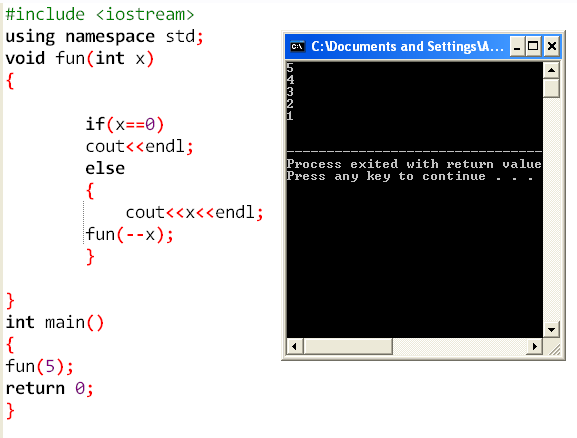 #include <iostream>
using namespace std;
void fun(int x)
{
if(x==0)
cout<<endl;
else
{
cout<<x<<endl;
fun(--x);
}
}
int main()
{
fun(5);
return 0;
}
C:\Documents and Settings\A...
5
4
3
2
1
--------------------------------
Process exited with return value
Press any key to continue . . .